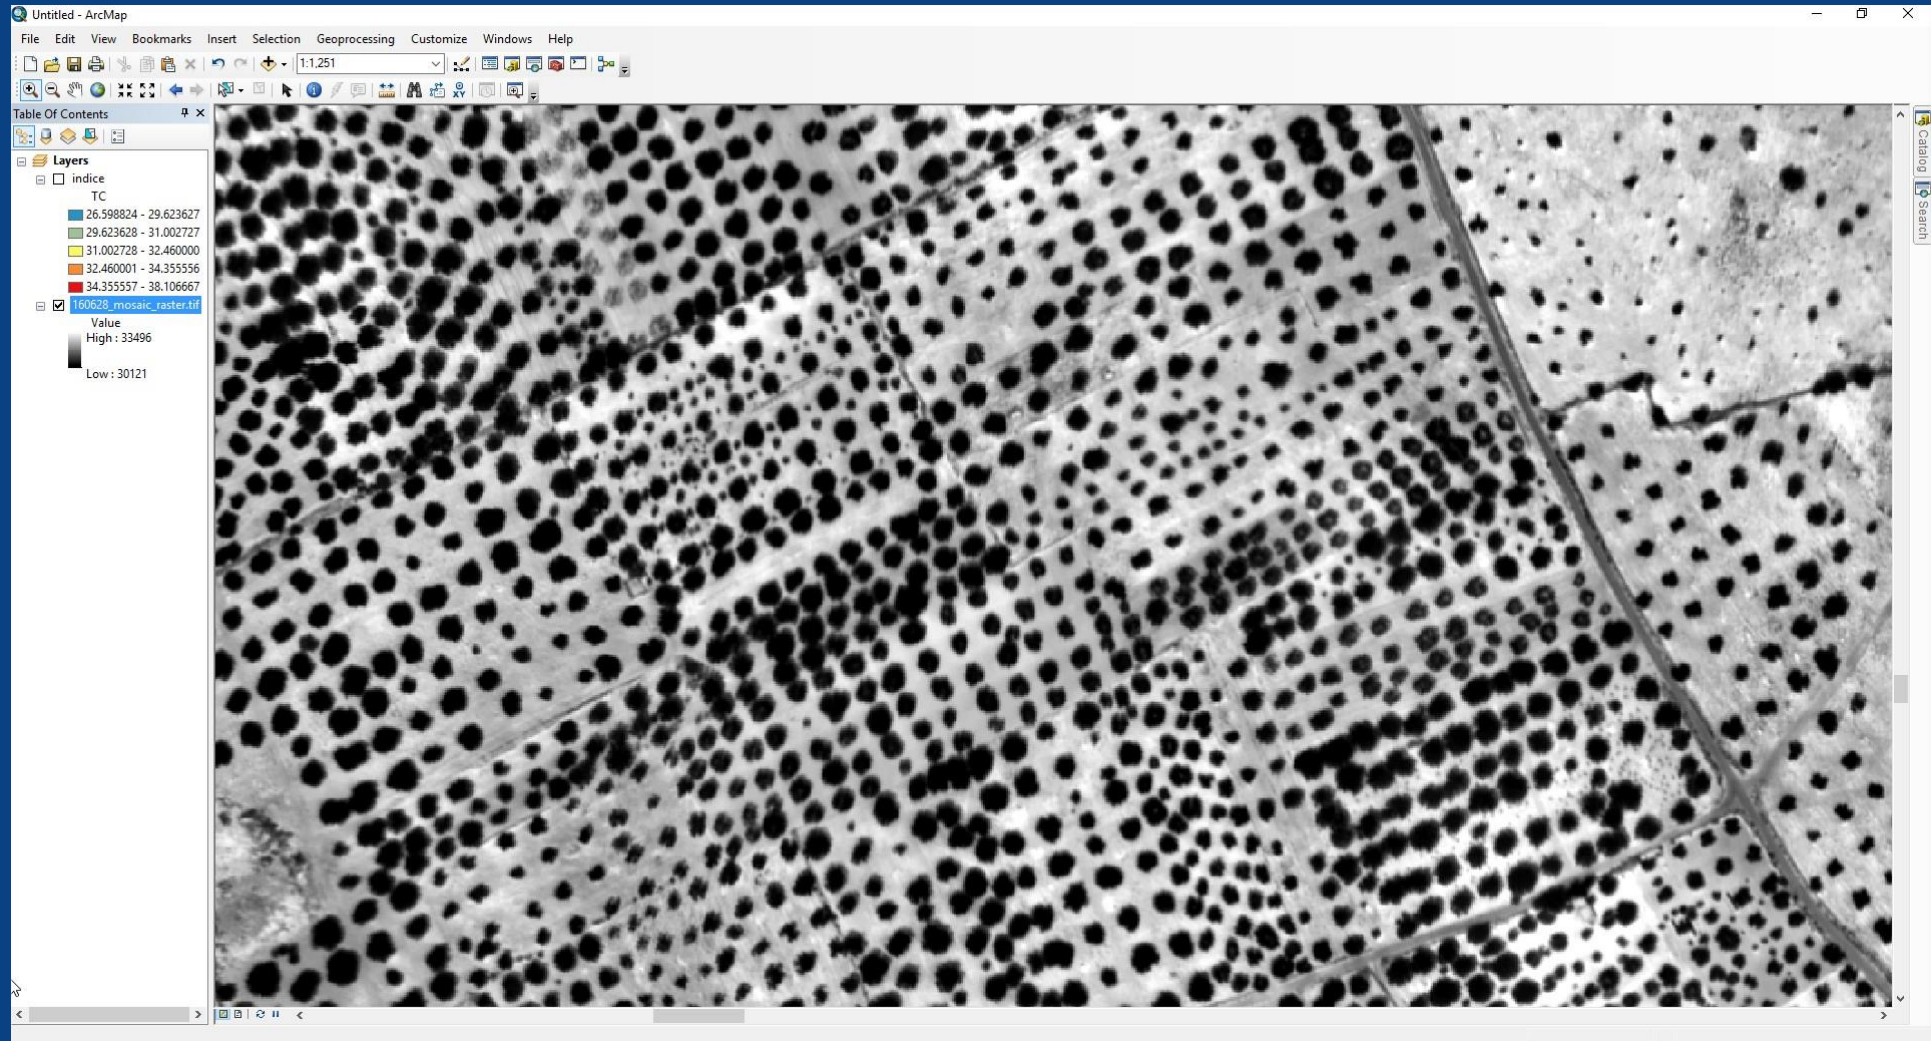 Untitled - ArcMap
File Edit View Bookmarks Insert Selection Geoprocessing Customize Windows Help
1:1,251
Table Of Contents
Layers
indice
TC
26.598824 - 29.623627
29.623628 - 31.002727
31.002728 - 32.460000
32.460001 - 34.355556
34.355557 - 38.106667
160628_mosaic_raster.tif
Value
High : 33496
Low : 30121
Catalog
Search